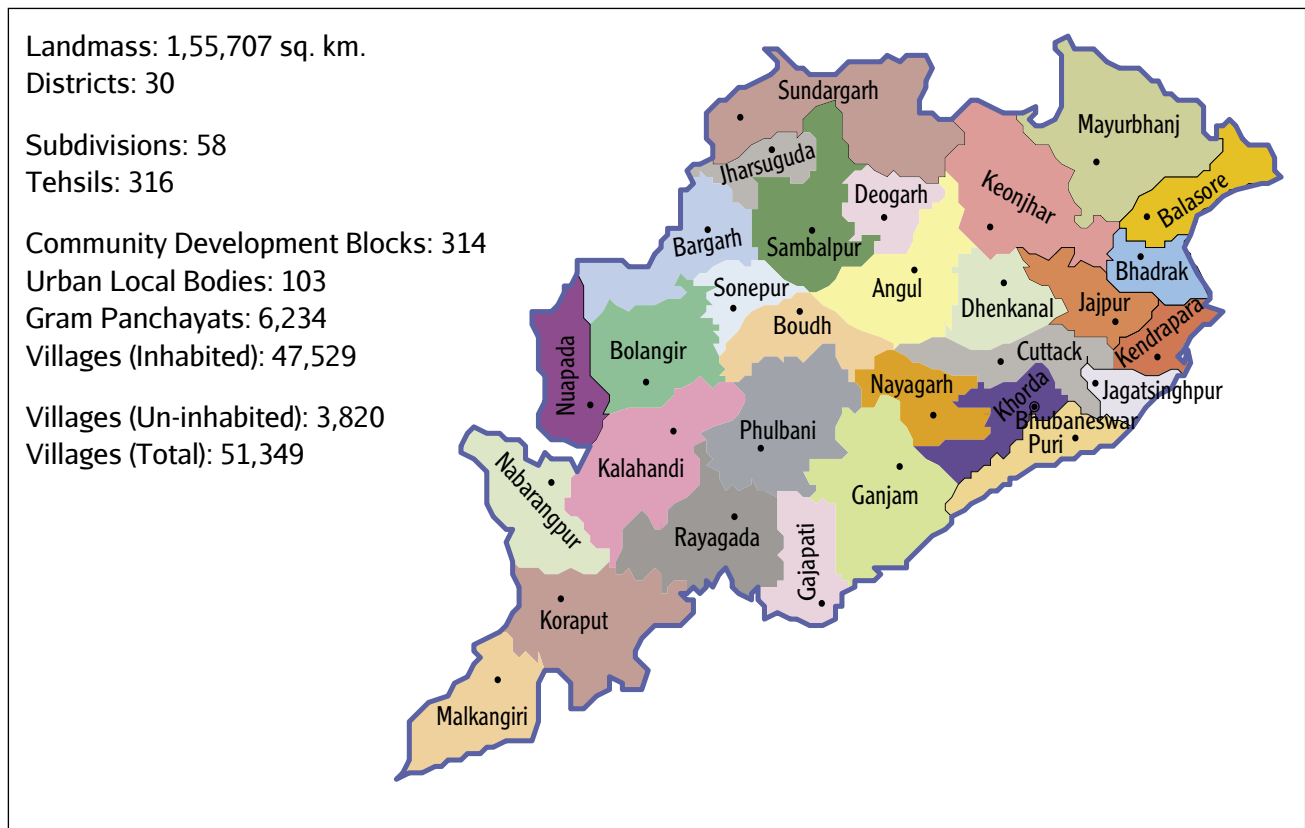 Landmass: 1,55,707 sq. km.
Districts: 30
Subdivisions: 58
Tehsils: 316
Community Development Blocks: 314
Urban Local Bodies: 103
Gram Panchayats: 6,234
Villages (Inhabited): 47,529
Villages (Un-inhabited): 3,820
Villages (Total): 51,349
Sundargarh
Mayurbhanj
Jharsuguda
Balasore
Deogarh
Keonjhar
Bargarh
Sambalpur
Bhadrak
Sonepur
Angul
Dhenkanal
Jajpur
Kendrapara
Boudh
Bolangir
Cuttack
Nuapada
Nayagarh
Khorda
Jagatsinghpur
Bhubaneswar
Puri
Phulbani
Kalahandi
Nabarangpur
Ganjam
Rayagada
Gajapati
Koraput
Malkangiri